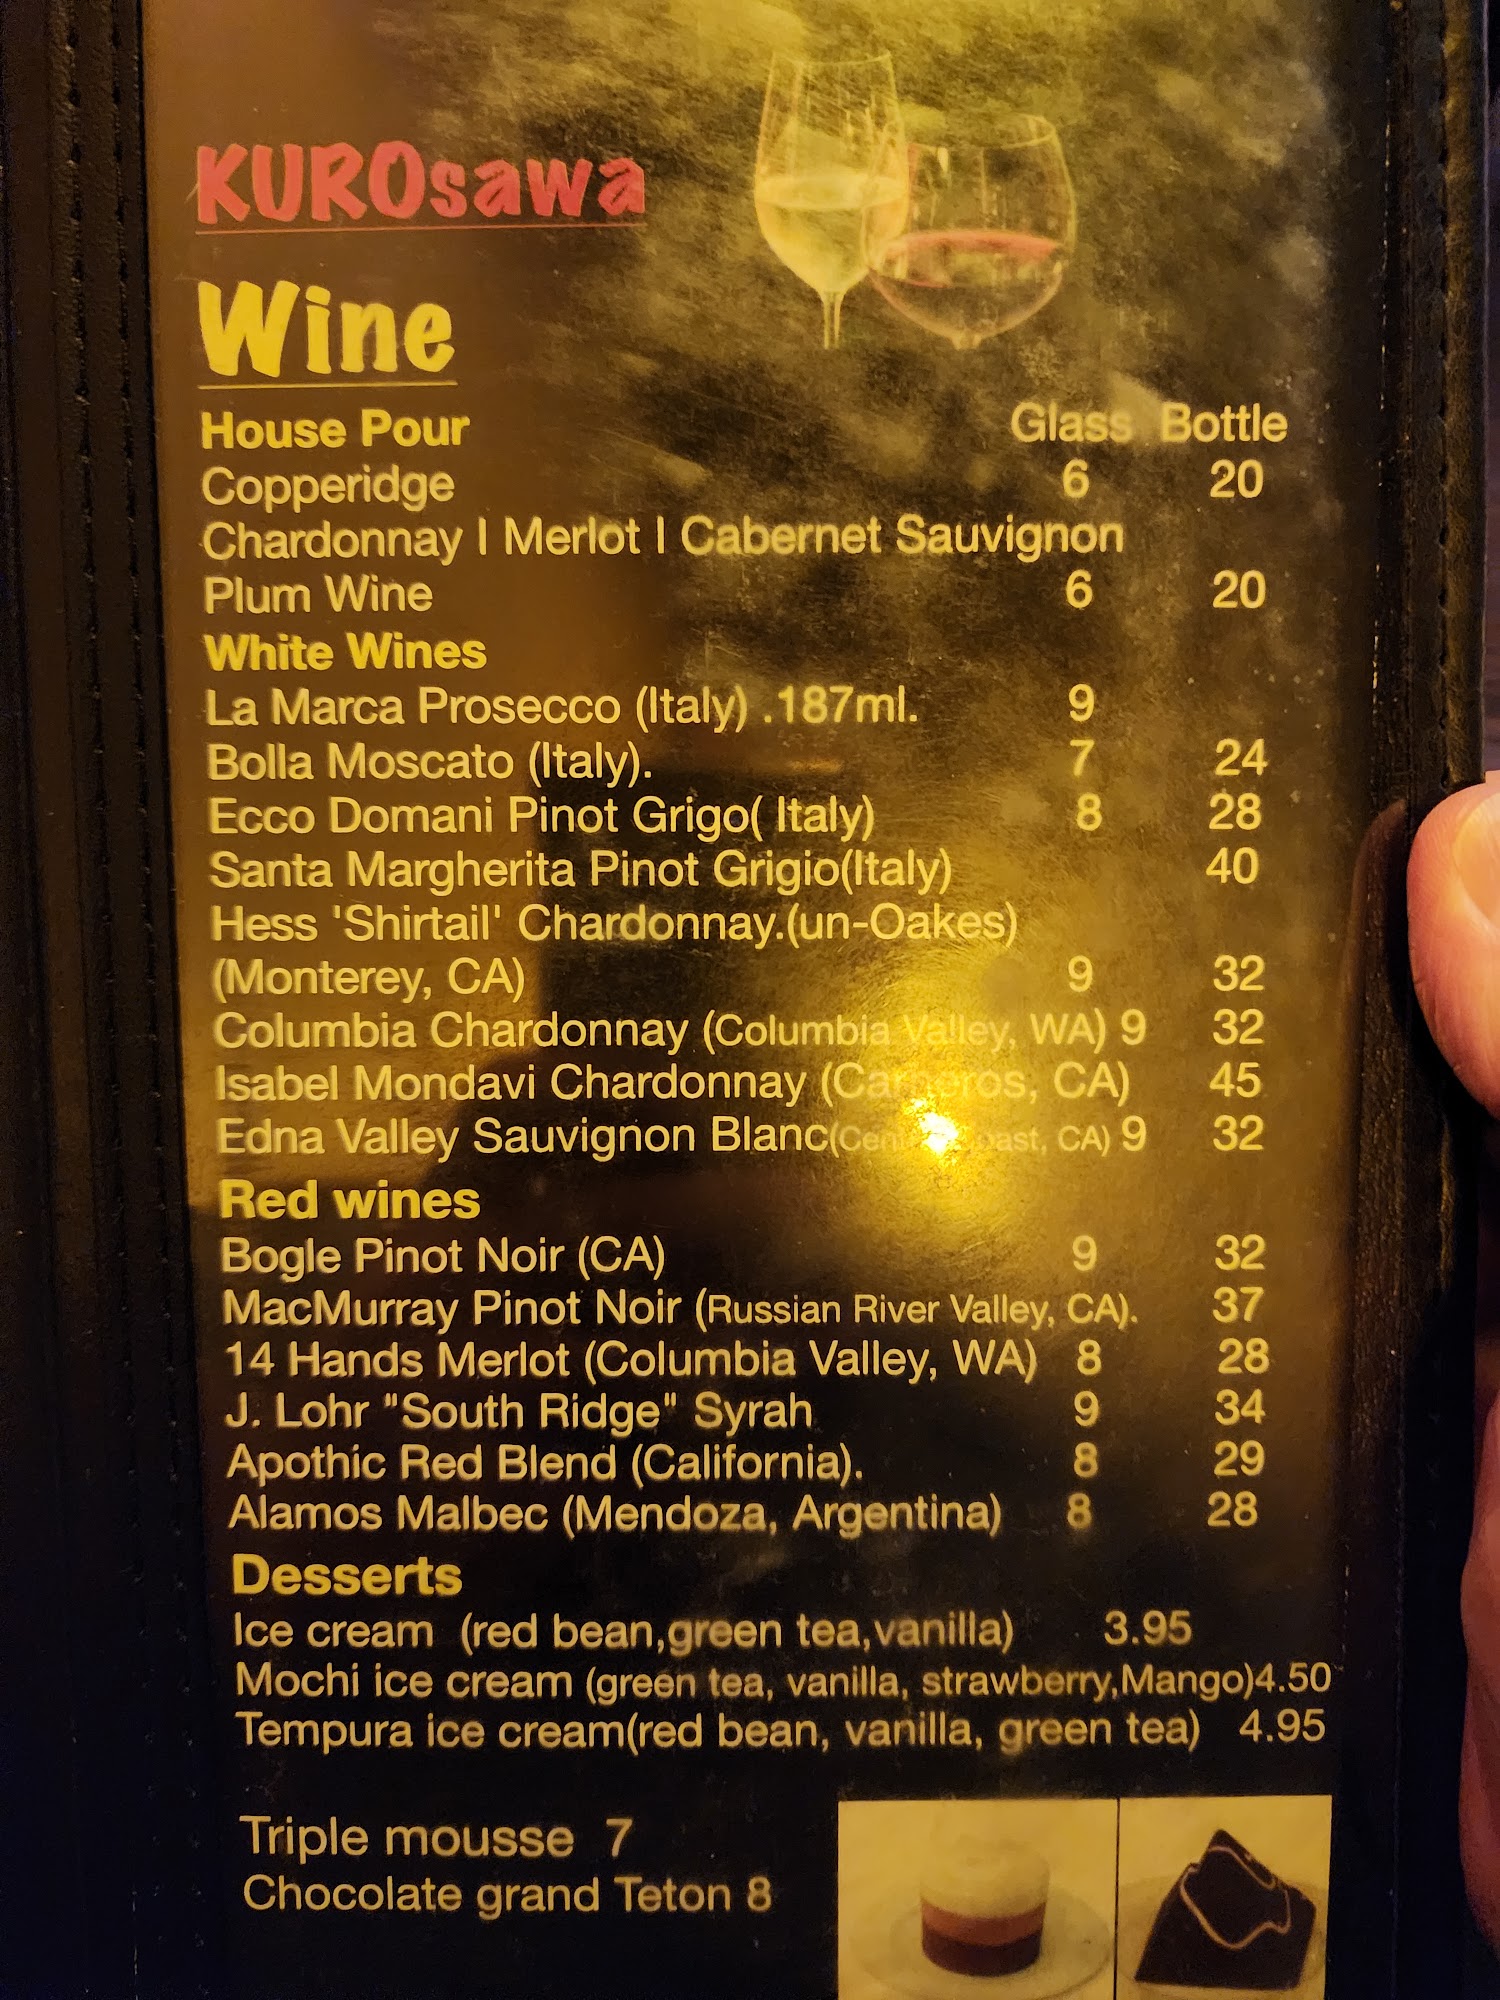 KUROsawa
Wine
House Pour Glass Bottle
Copperidge 6 20
Chardonnay | Merlot | Cabernet Sauvignon
Plum Wine 6 20
White Wines
La Marca Prosecco (Italy) .187ml. 9
Bolla Moscato (Italy). 7 24
Ecco Domani Pinot Grigo( Italy) 8 28
Santa Margherita Pinot Grigio(Italy) 40
Hess 'Shirtail' Chardonnay.(un-Oakes)
(Monterey, CA) 9 32
Columbia Chardonnay (Columbia Valley, WA) 9 32
Isabel Mondavi Chardonnay (Carneros, CA) 45
Edna Valley Sauvignon Blanc(Central Coast, CA) 9 32
Red wines
Bogle Pinot Noir (CA) 9 32
MacMurray Pinot Noir (Russian River Valley, CA). 37
14 Hands Merlot (Columbia Valley, WA) 8 28
J. Lohr "South Ridge" Syrah 9 34
Apothic Red Blend (California). 8 29
Alamos Malbec (Mendoza, Argentina) 8 28
Desserts
Ice cream (red bean,green tea,vanilla) 3.95
Mochi ice cream (green tea, vanilla, strawberry,Mango)4.50
Tempura ice cream(red bean, vanilla, green tea) 4.95
Triple mousse 7
Chocolate grand Teton 8